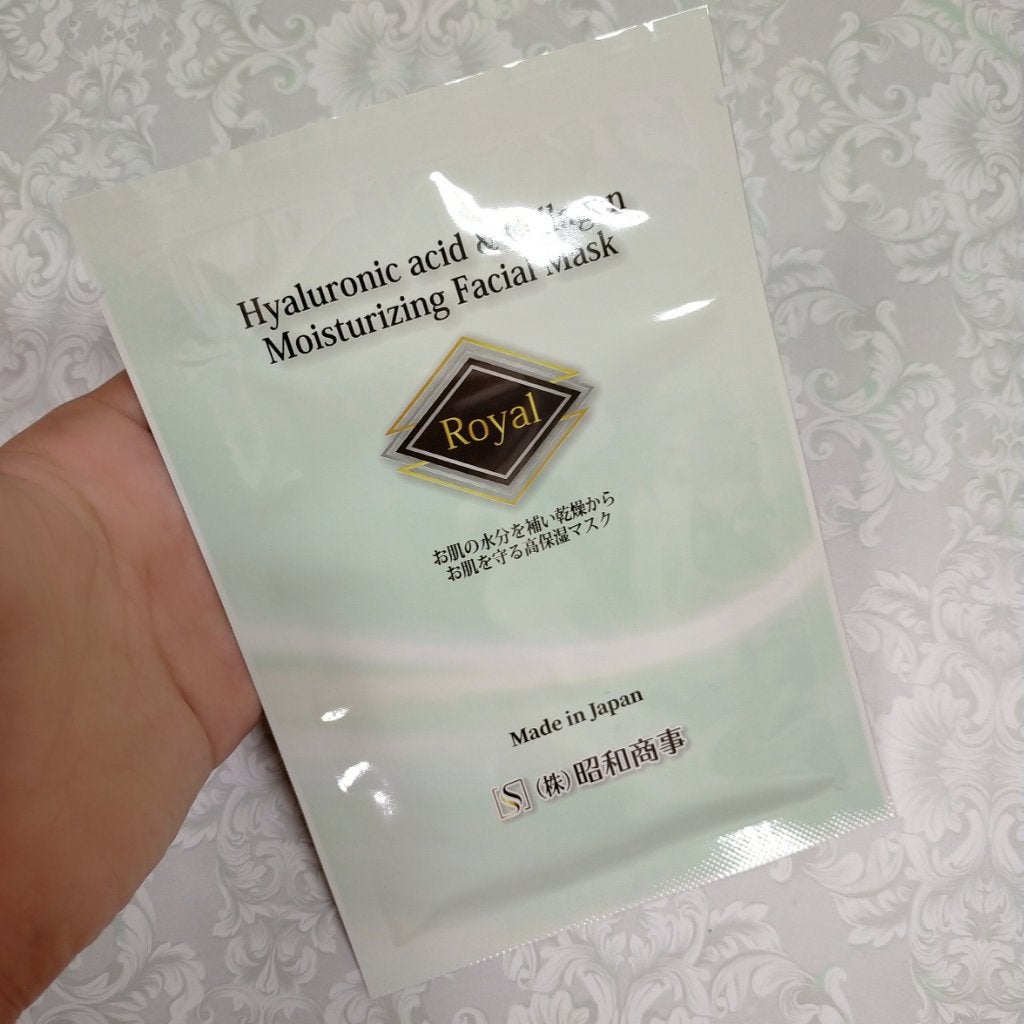 Hyaluronic acid & Collagen
Moisturizing Facial Mask
Royal
お肌の水分を補い乾燥から
お肌を守る高保湿マスク
Made in Japan
[S] (株)昭和商事